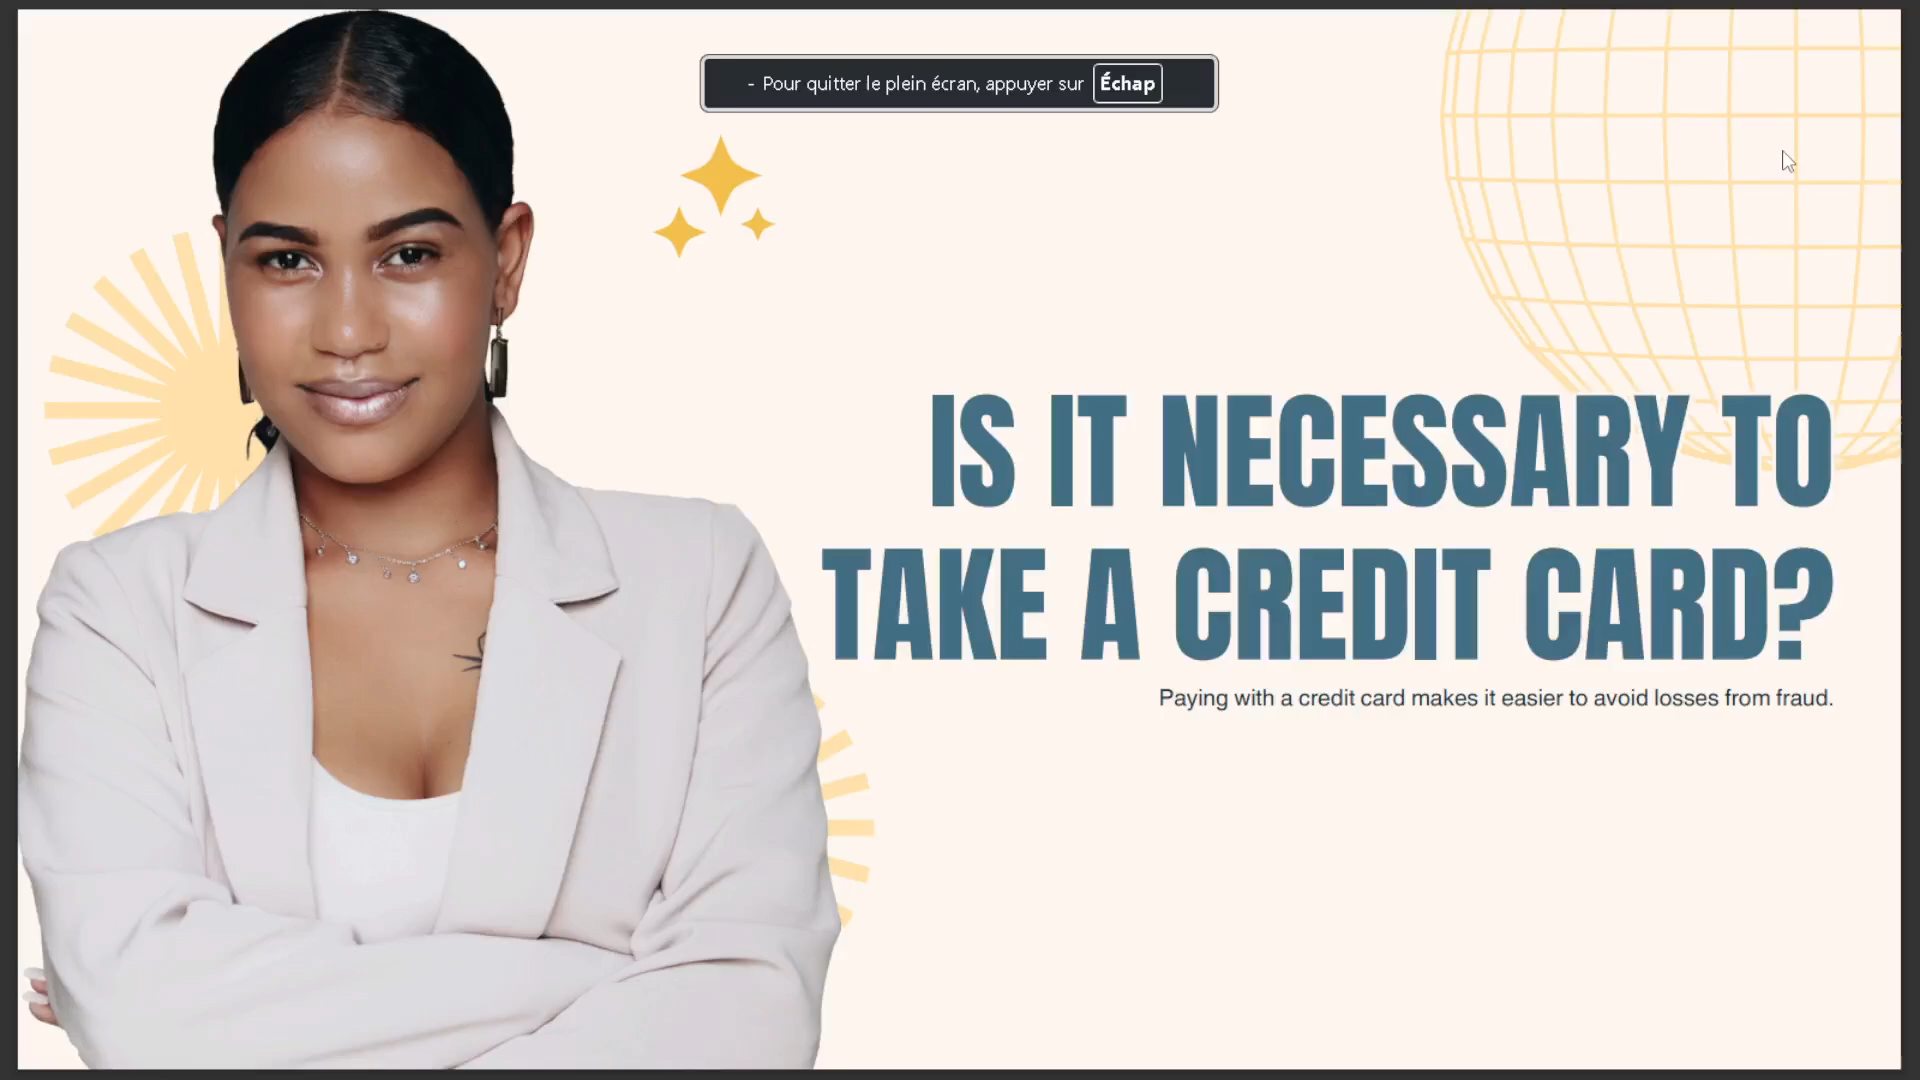 - Pour quitter le plein écran, appuyer sur Échap
IS IT NECESSARY TO
TAKE A CREDIT CARD?
Paying with a credit card makes it easier to avoid losses from fraud.